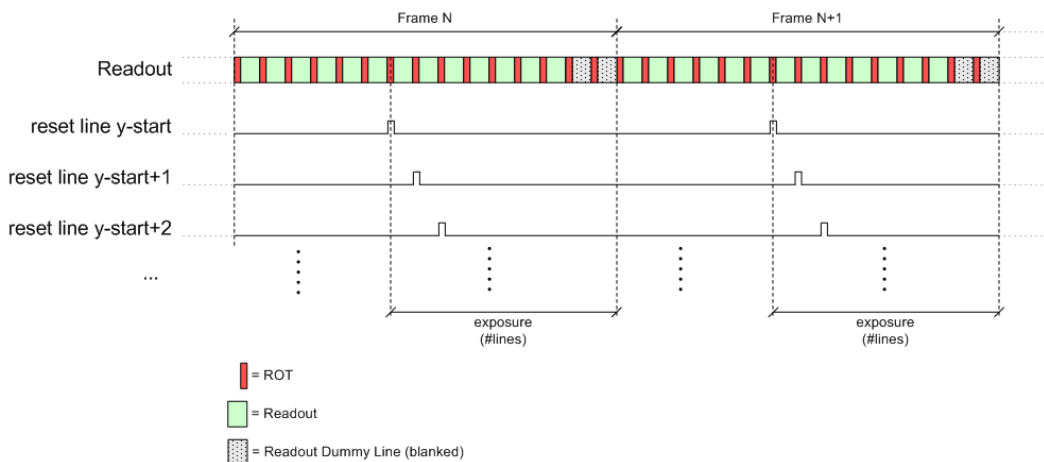 Frame N
Frame N+1
Readout
reset line y-start
reset line y-start+1
reset line y-start+2
...
exposure
(#lines)
exposure
(#lines)
= ROT
= Readout
= Readout Dummy Line (blanked)